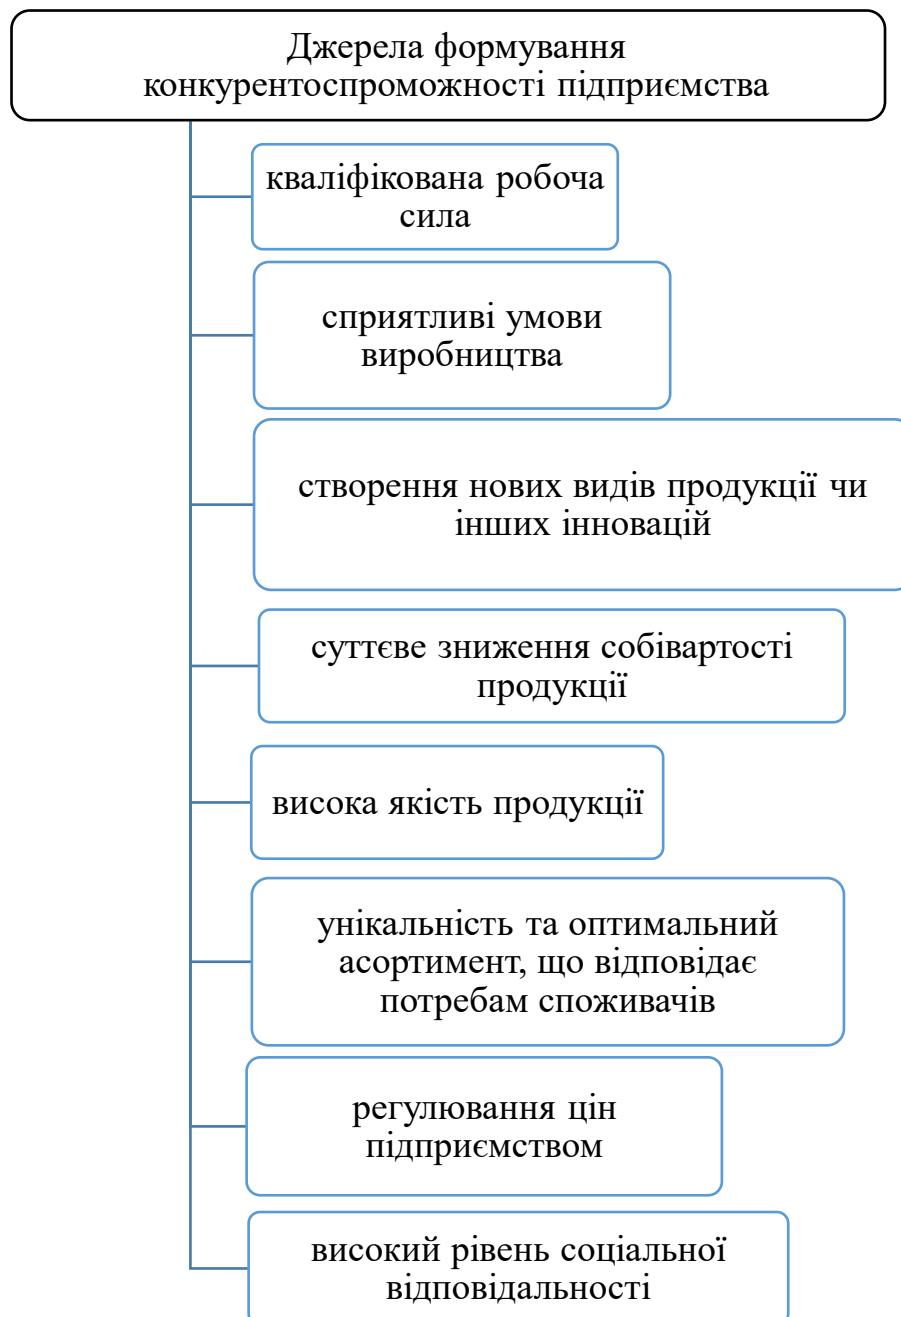 Джерела формування
конкурентоспроможності підприємства
кваліфікована робоча
сила
сприятливі умови
виробництва
створення нових видів продукції чи
інших інновацій
суттєве зниження собівартості
продукції
висока якість продукції
унікальність та оптимальний
асортимент, що відповідає
потребам споживачів
регулювання цін
підприємством
високий рівень соціальної
відповідальності